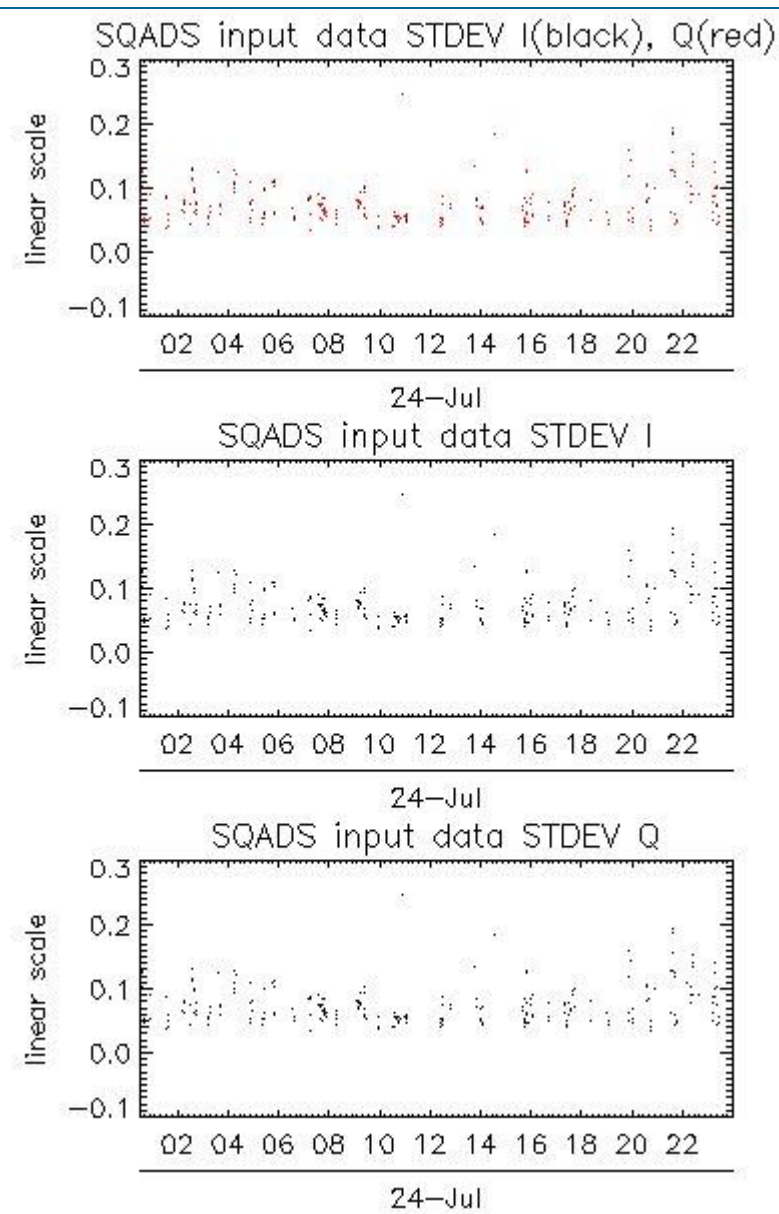 SQADS input data STDEV I(black), Q(red)
0.3
0.2
0.1
0.0
−0.1
linear scale
02 04 06 08 10 12 14 16 18 20 22
24−Jul
SQADS input data STDEV I
0.3
0.2
0.1
0.0
−0.1
linear scale
02 04 06 08 10 12 14 16 18 20 22
24−Jul
SQADS input data STDEV Q
0.3
0.2
0.1
0.0
−0.1
linear scale
02 04 06 08 10 12 14 16 18 20 22
24−Jul